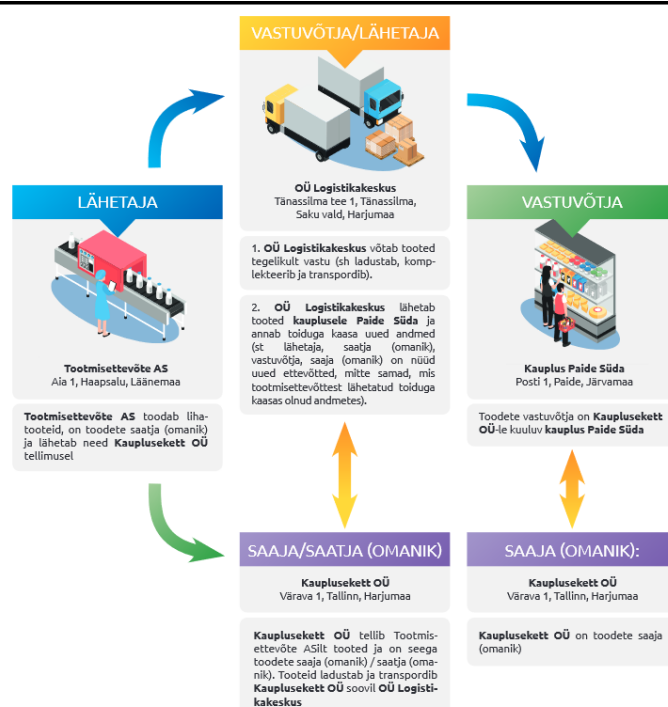 VASTUVÕTJA/LÄHETAJA
OÜ Logistikakeskus
Tänassilma tee 1, Tänassilma,
Saku vald, Harjumaa
1. OÜ Logistikakeskus võtab tooted
tegelikult vastu (sh ladustab, komp-
lekteerib ja transpordib).
2. OÜ Logistikakeskus lähetab
tooted kauplusele Paide Süda ja
annab toiduga kaasa uued andmed
(st lähetaja, saatja (omanik),
vastuvõtja, saaja (omanik) on nüüd
uued ettevõtted, mitte samad, mis
tootmisettevõttest lähetatud toiduga
kaasas olnud andmetes).
LÄHETAJA
Tootmisettevõte AS
Aia 1, Haapsalu, Läänemaa
Tootmisettevõte AS toodab liha-
tooteid, on toodete saatja (omanik)
ja lähetab need Kauplusekett OÜ
tellimusel
VASTUVÕTJA
Kauplus Paide Süda
Posti 1, Paide, Järvamaa
Toodete vastuvõtja on Kauplusekett
OÜ-le kuuluv kauplus Paide Süda
SAAJA/SAATJA (OMANIK)
Kauplusekett OÜ
Värava 1, Tallinn, Harjumaa
Kauplusekett OÜ tellib Tootmis-
ettevõte ASilt tooted ja on seega
toodete saaja (omanik) / saatja (oma-
nik). Tooteid ladustab ja transpordib
Kauplusekett OÜ soovil OÜ Logisti-
kakeskus
SAAJA (OMANIK):
Kauplusekett OÜ
Värava 1, Tallinn, Harjumaa
Kauplusekett OÜ on toodete saaja
(omanik)